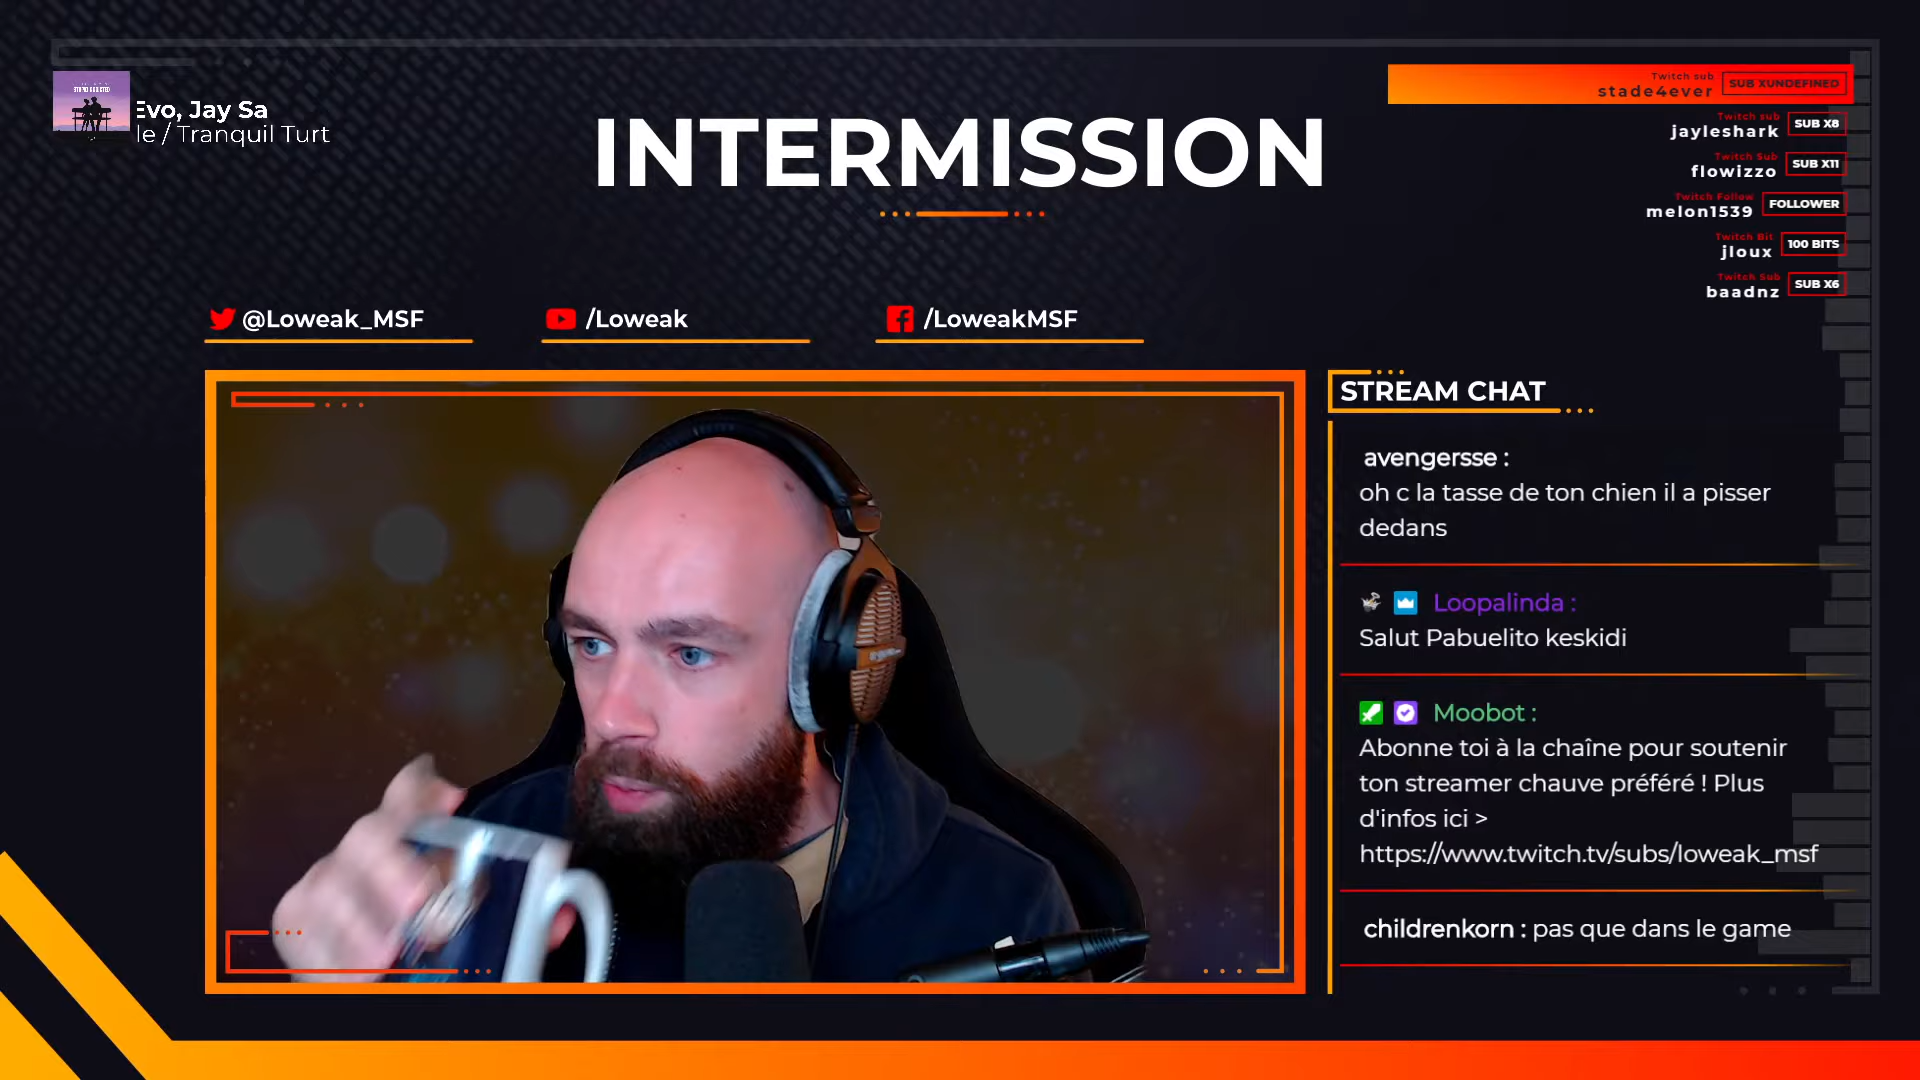 Evo, Jay Sa
le / Tranquil Turt
INTERMISSION
Twitch sub
stade4ever
SUB XUNDEFINED
Twitch sub
jayleshark
SUB X8
Twitch Sub
flowizzo
SUB X11
Twitch Follow
melon1539
FOLLOWER
Twitch Bit
jloux
100 BITS
Twitch Sub
baadnz
SUB X6
@Loweak_MSF
/Loweak
/LoweakMSF
STREAM CHAT
avengersse :
oh c la tasse de ton chien il a pisser
dedans
Loopalinda :
Salut Pabuelito keskidi
Moobot :
Abonne toi à la chaîne pour soutenir
ton streamer chauve préféré ! Plus
d'infos ici >
https://www.twitch.tv/subs/loweak_msf
childrenkorn : pas que dans le game